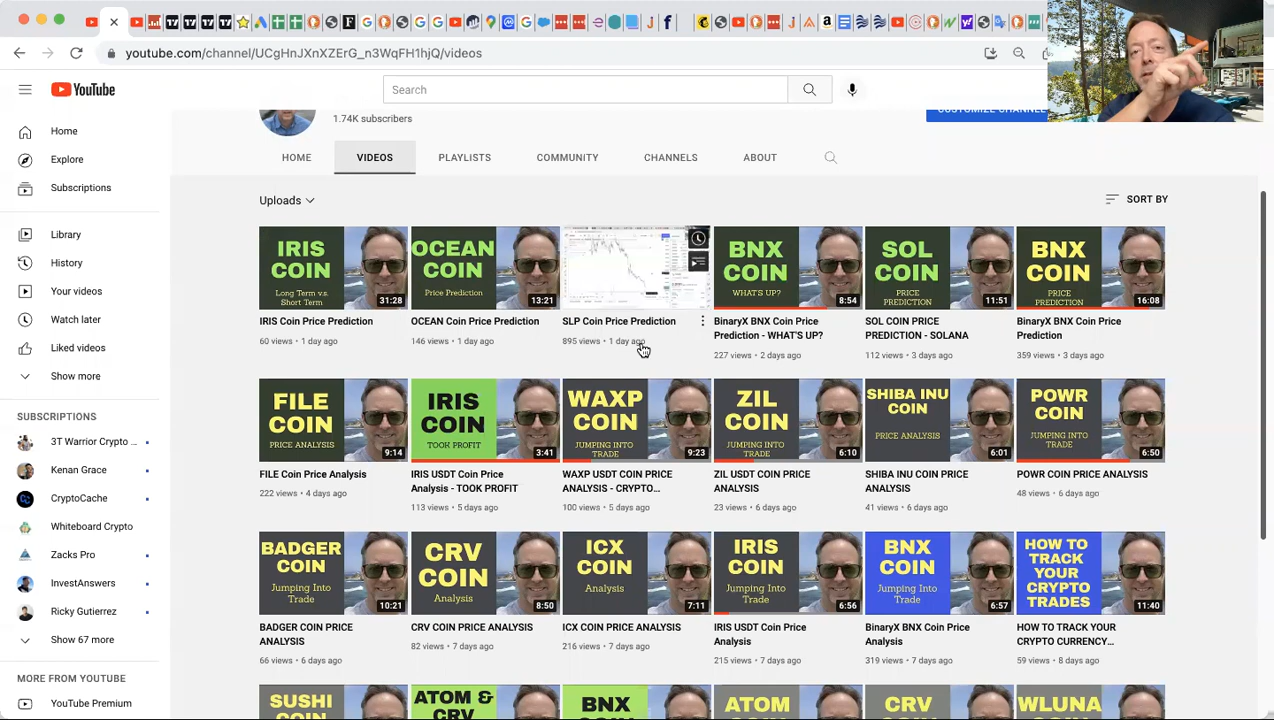 youtube.com/channel/UCgHnJXnXZErG_n3WqFH1hjQ/videos
YouTube
Search
1.74K subscribers
CUSTOMIZE CHANNEL
HOME
VIDEOS
PLAYLISTS
COMMUNITY
CHANNELS
ABOUT
Home
Explore
Subscriptions
Library
History
Your videos
Watch later
Liked videos
Show more
SUBSCRIPTIONS
3T Warrior Crypto ...
Kenan Grace
CryptoCache
Whiteboard Crypto
Zacks Pro
InvestAnswers
Ricky Gutierrez
Show 67 more
MORE FROM YOUTUBE
YouTube Premium
Uploads
SORT BY
IRIS
COIN
Long Term v.s.
Short Term
31:28
IRIS Coin Price Prediction
60 views • 1 day ago
OCEAN
COIN
Price Prediction
13:21
OCEAN Coin Price Prediction
146 views • 1 day ago
SLP Coin Price Prediction
895 views • 1 day ago
BNX
COIN
WHAT'S UP?
8:54
BinaryX BNX Coin Price
Prediction - WHAT'S UP?
227 views • 2 days ago
SOL
COIN
PRICE
PREDICTION
11:51
SOL COIN PRICE
PREDICTION - SOLANA
112 views • 3 days ago
BNX
COIN
PRICE
PREDICTION
16:08
BinaryX BNX Coin Price
Prediction
359 views • 3 days ago
FILE
COIN
PRICE ANALYSIS
9:14
FILE Coin Price Analysis
222 views • 4 days ago
IRIS
COIN
TOOK PROFIT
3:41
IRIS USDT Coin Price
Analysis - TOOK PROFIT
113 views • 5 days ago
WAXP
COIN
JUMPING INTO
TRADE
9:23
WAXP USDT COIN PRICE
ANALYSIS - CRYPTO...
100 views • 5 days ago
ZIL
COIN
JUMPING INTO
TRADE
6:10
ZIL USDT COIN PRICE
ANALYSIS
23 views • 6 days ago
SHIBA INU
COIN
PRICE ANALYSIS
6:01
SHIBA INU COIN PRICE
ANALYSIS
41 views • 6 days ago
POWR
COIN
JUMPING INTO
TRADE
6:50
POWR COIN PRICE ANALYSIS
48 views • 6 days ago
BADGER
COIN
Jumping Into
Trade
10:21
BADGER COIN PRICE
ANALYSIS
66 views • 6 days ago
CRV
COIN
Analysis
8:50
CRV COIN PRICE ANALYSIS
82 views • 7 days ago
ICX
COIN
Analysis
7:11
ICX COIN PRICE ANALYSIS
216 views • 7 days ago
IRIS
COIN
Jumping Into
Trade
6:56
IRIS USDT Coin Price
Analysis
215 views • 7 days ago
BNX
COIN
Jumping Into
Trade
6:57
BinaryX BNX Coin Price
Analysis
319 views • 7 days ago
HOW TO
TRACK
YOUR
CRYPTO
TRADES
11:40
HOW TO TRACK YOUR
CRYPTO CURRENCY...
59 views • 8 days ago
SUSHI
COIN
ATOM &
CRV
BNX
COIN
ATOM
COIN
CRV
COIN
WLUNA
COIN